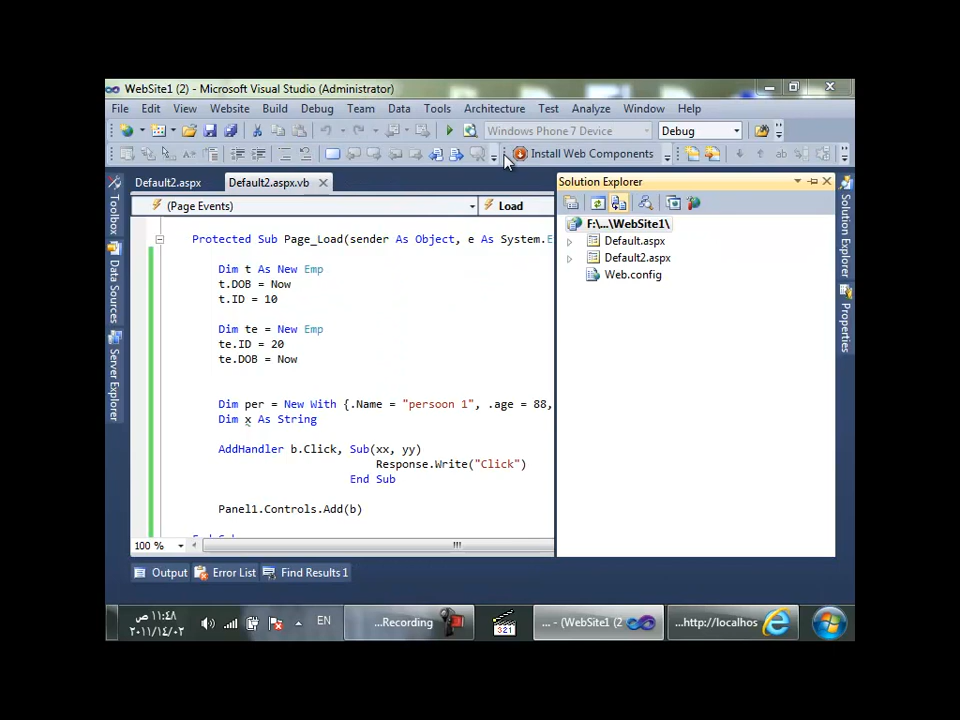 WebSite1 (2) - Microsoft Visual Studio (Administrator)
File Edit View Website Build Debug Team Data Tools Architecture Test Analyze Window Help
Windows Phone 7 Device Debug
Install Web Components
Default2.aspx Default2.aspx.vb
(Page Events) Load
Toolbox
Data Sources
Server Explorer
Protected Sub Page_Load(sender As Object, e As System.E
Dim t As New Emp
t.DOB = Now
t.ID = 10
Dim te = New Emp
te.ID = 20
te.DOB = Now
Dim per = New With {.Name = "persoon 1", .age = 88,
Dim x As String
AddHandler b.Click, Sub(xx, yy)
Response.Write("Click")
End Sub
Panel1.Controls.Add(b)
100 %
Solution Explorer
F:\...\WebSite1\
Default.aspx
Default2.aspx
Web.config
Solution Explorer
Properties
Output Error List Find Results 1
١١:٤٨ ص
٢٠١١/١٤/٠٢
EN
...Recording
321
... - (WebSite1 (2
...http://localhos